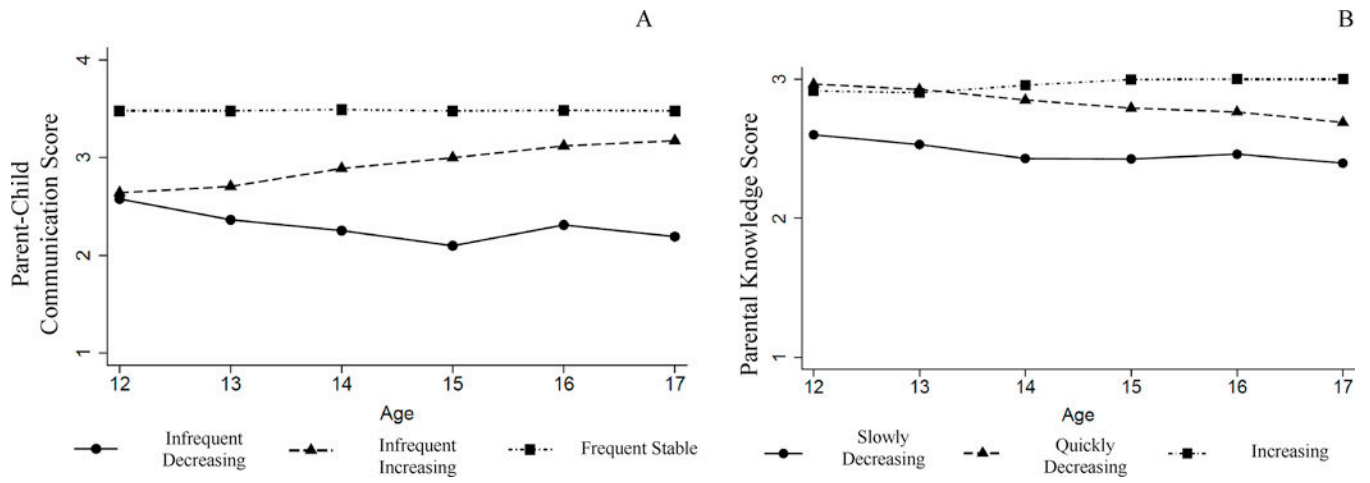 A
Parent-Child
Communication Score
4
3
2
1
12 13 14 15 16 17
Age
Infrequent
Decreasing
Infrequent
Increasing
Frequent Stable
B
Parental Knowledge Score
3
2
1
12 13 14 15 16 17
Age
Slowly
Decreasing
Quickly
Decreasing
Increasing